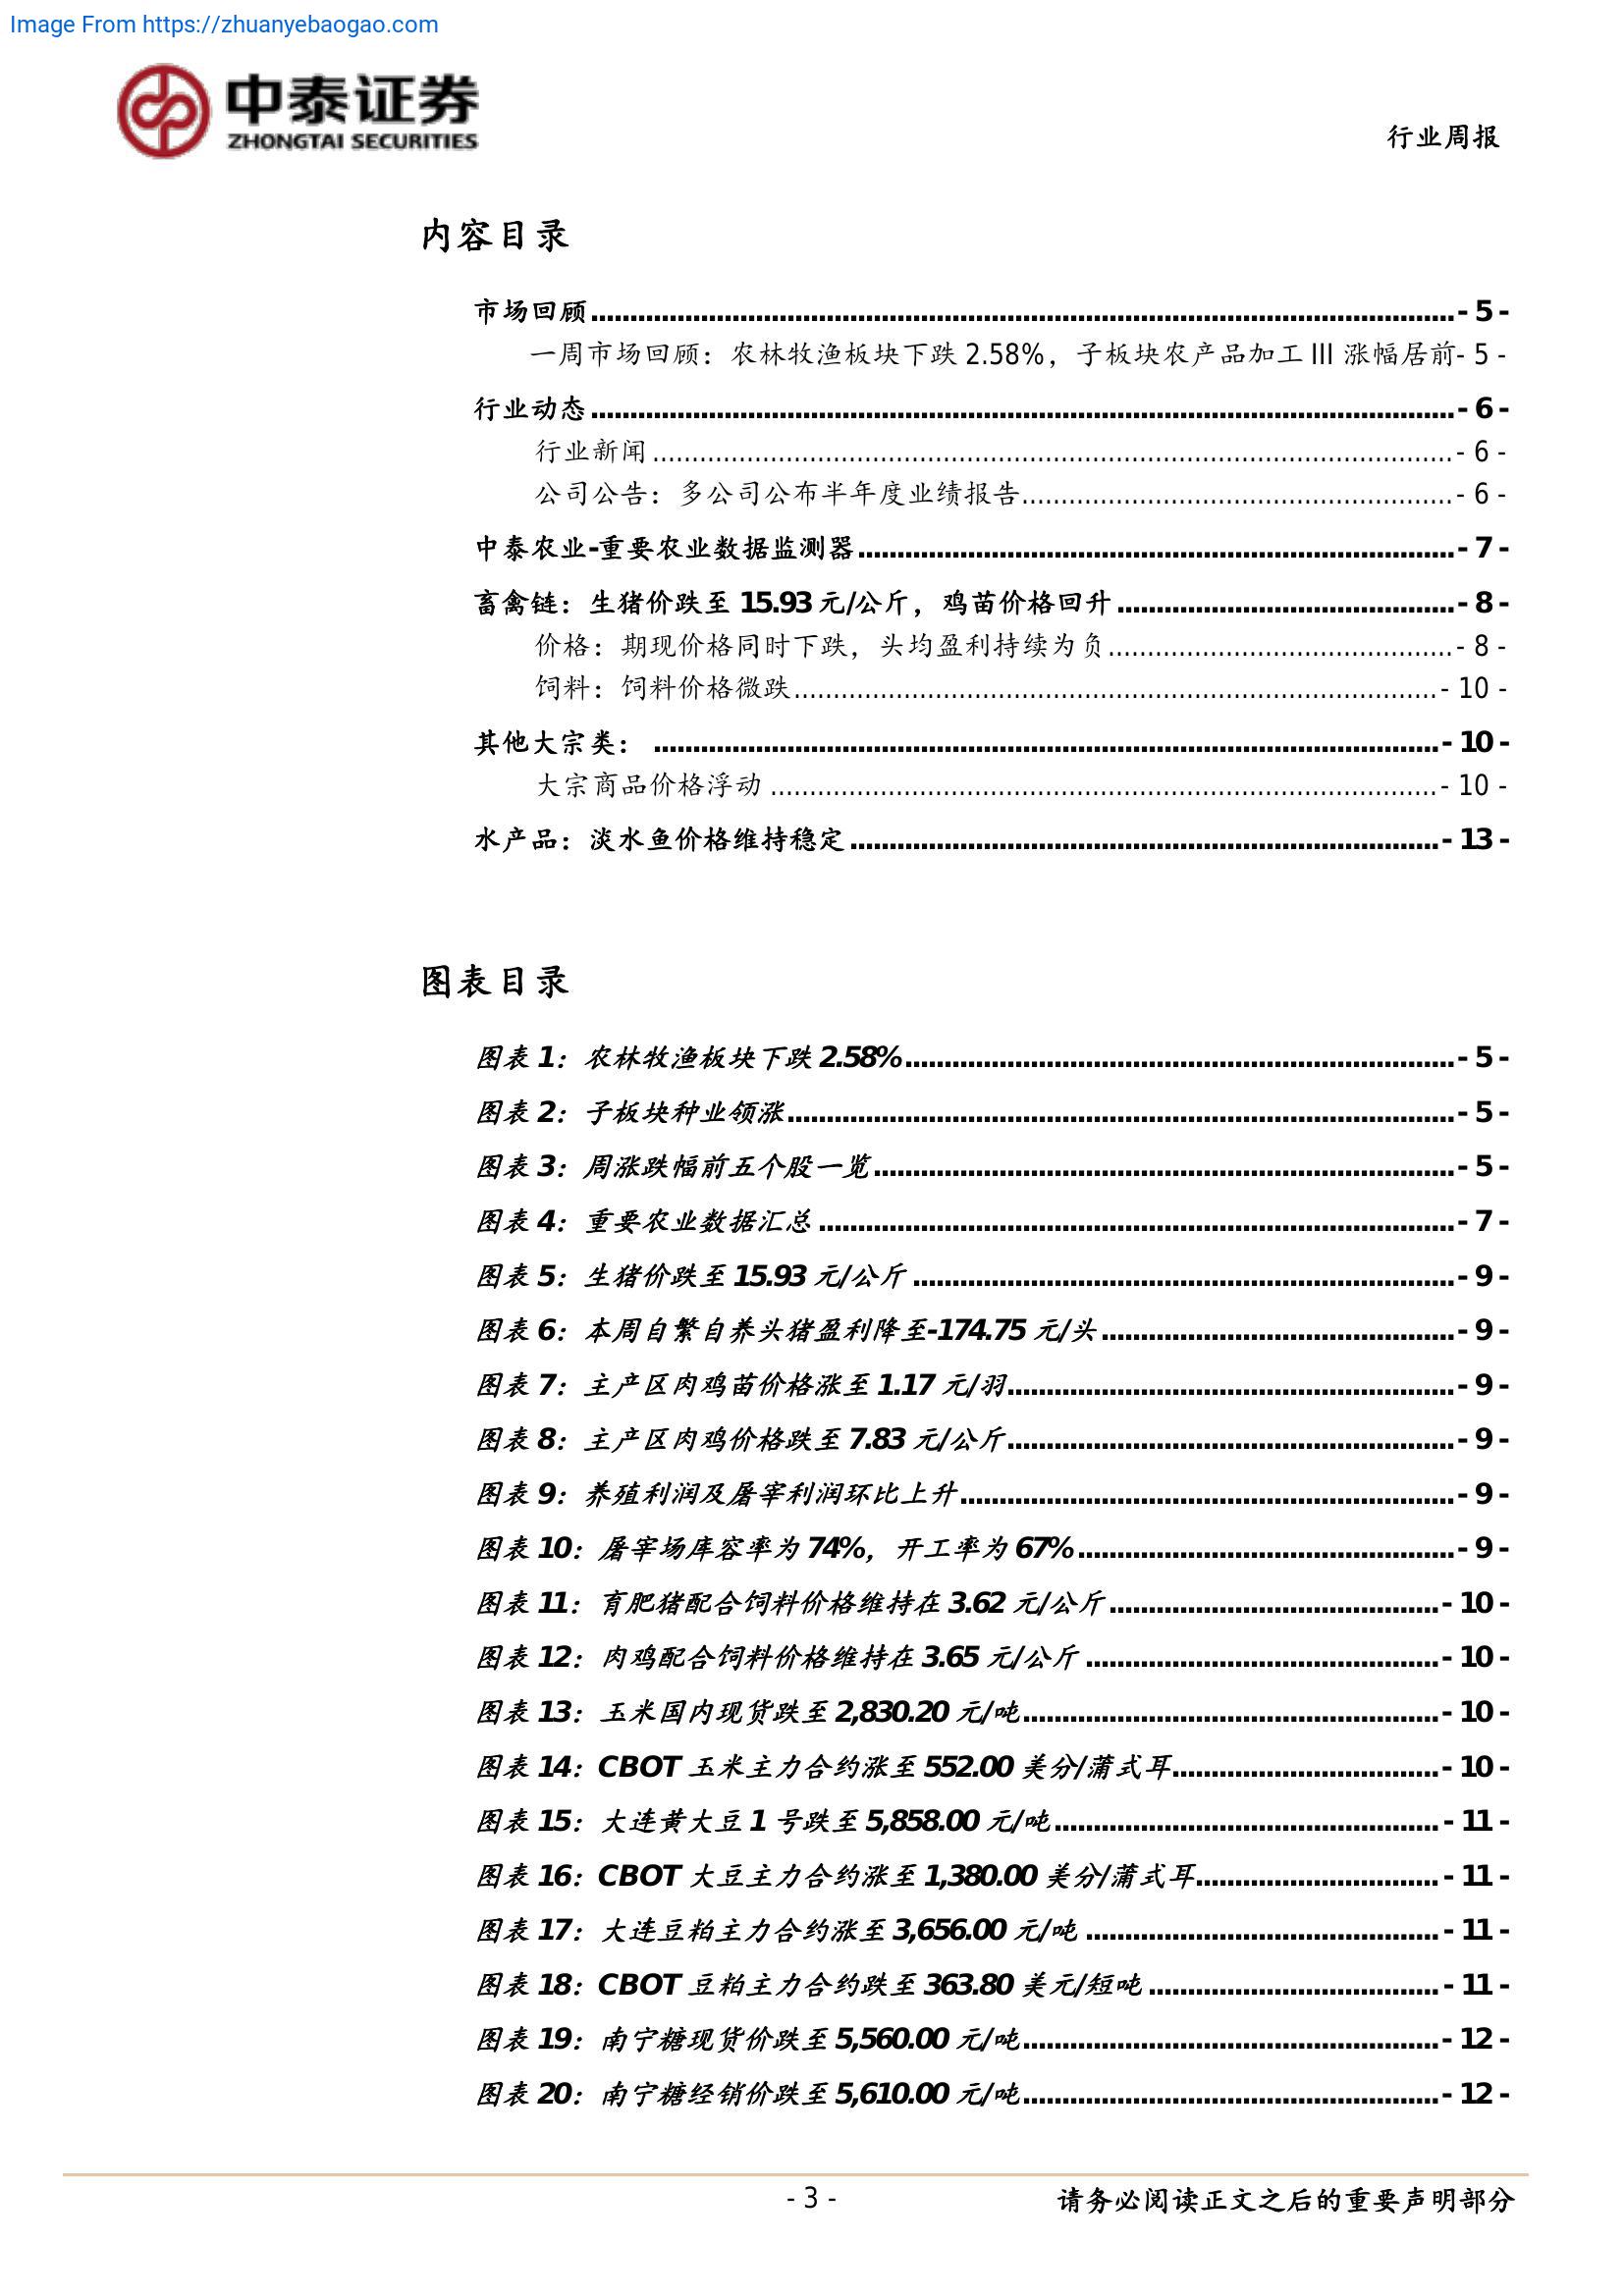 Image From https://zhuanyebaogao.com
中泰证券
ZHONGTAI SECURITIES
行业周报
内容目录
市场回顾..........- 5 -
一周市场回顾：农林牧渔板块下跌 2.58%，子板块农产品加工 III 涨幅居前- 5 -
行业动态..........- 6 -
行业新闻..........- 6 -
公司公告：多公司公布半年度业绩报告..........- 6 -
中泰农业-重要农业数据监测器..........- 7 -
畜禽链：生猪价跌至 15.93 元/公斤，鸡苗价格回升..........- 8 -
价格：期现价格同时下跌，头均盈利持续为负..........- 8 -
饲料：饲料价格微跌..........- 10 -
其他大宗类：..........- 10 -
大宗商品价格浮动..........- 10 -
水产品：淡水鱼价格维持稳定..........- 13 -
图表目录
图表 1：农林牧渔板块下跌 2.58%..........- 5 -
图表 2：子板块种业领涨..........- 5 -
图表 3：周涨跌幅前五个股一览..........- 5 -
图表 4：重要农业数据汇总..........- 7 -
图表 5：生猪价跌至 15.93 元/公斤..........- 9 -
图表 6：本周自繁自养头猪盈利降至-174.75 元/头..........- 9 -
图表 7：主产区肉鸡苗价格涨至 1.17 元/羽..........- 9 -
图表 8：主产区肉鸡价格跌至 7.83 元/公斤..........- 9 -
图表 9：养殖利润及屠宰利润环比上升..........- 9 -
图表 10：屠宰场库容率为 74%，开工率为 67%..........- 9 -
图表 11：育肥猪配合饲料价格维持在 3.62 元/公斤..........- 10 -
图表 12：肉鸡配合饲料价格维持在 3.65 元/公斤..........- 10 -
图表 13：玉米国内现货跌至 2,830.20 元/吨..........- 10 -
图表 14：CBOT 玉米主力合约涨至 552.00 美分/蒲式耳..........- 10 -
图表 15：大连黄大豆 1 号跌至 5,858.00 元/吨..........- 11 -
图表 16：CBOT 大豆主力合约涨至 1,380.00 美分/蒲式耳..........- 11 -
图表 17：大连豆粕主力合约涨至 3,656.00 元/吨..........- 11 -
图表 18：CBOT 豆粕主力合约跌至 363.80 美元/短吨..........- 11 -
图表 19：南宁糖现货价跌至 5,560.00 元/吨..........- 12 -
图表 20：南宁糖经销价跌至 5,610.00 元/吨..........- 12 -
- 3 -
请务必阅读正文之后的重要声明部分